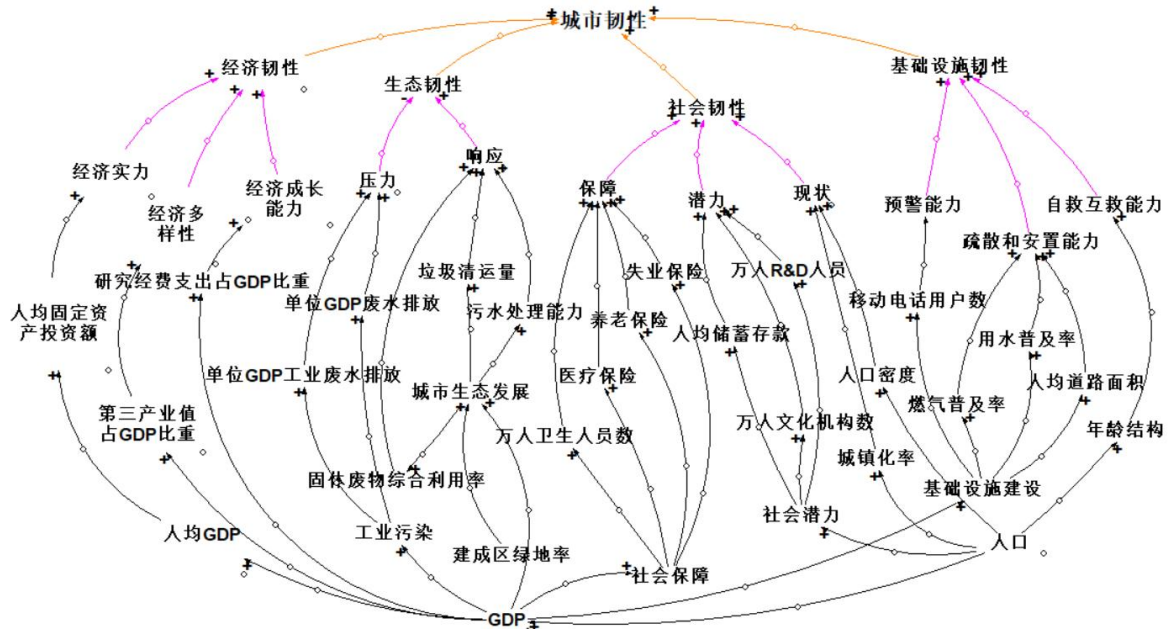 城市韧性
经济韧性
生态韧性
社会韧性
基础设施韧性
经济实力
经济多
样性
经济成长
能力
压力
响应
保障
潜力
现状
预警能力
疏散和安置能力
自救互救能力
研究经费支出占GDP比重
人均固定资
产投资额
单位GDP废水排放
垃圾清运量
污水处理能力
失业保险
养老保险
万人R&D人员
人均储蓄存款
移动电话用户数
用水普及率
单位GDP工业废水排放
城市生态发展
医疗保险
人口密度
人均道路面积
第三产业值
占GDP比重
万人卫生人员数
万人文化机构数
燃气普及率
年龄结构
固体废物综合利用率
城镇化率
基础设施建设
人均GDP
工业污染
建成区绿地率
社会保障
社会潜力
人口
GDP